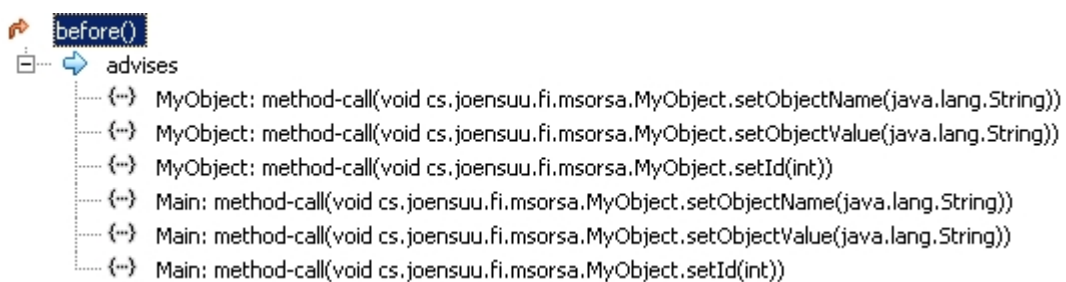 before()
advises
MyObject: method-call(void cs.joensuu.fi.msorsa.MyObject.setObjectName(java.lang.String))
MyObject: method-call(void cs.joensuu.fi.msorsa.MyObject.setObjectValue(java.lang.String))
MyObject: method-call(void cs.joensuu.fi.msorsa.MyObject.setId(int))
Main: method-call(void cs.joensuu.fi.msorsa.MyObject.setObjectName(java.lang.String))
Main: method-call(void cs.joensuu.fi.msorsa.MyObject.setObjectValue(java.lang.String))
Main: method-call(void cs.joensuu.fi.msorsa.MyObject.setId(int))